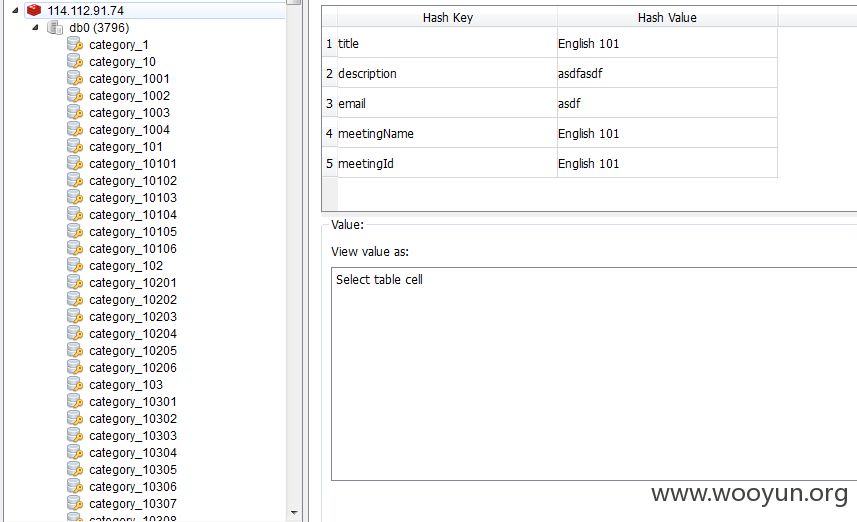 114.112.91.74
db0 (3796)
category_1
category_10
category_1001
category_1002
category_1003
category_1004
category_101
category_10101
category_10102
category_10103
category_10104
category_10105
category_10106
category_102
category_10201
category_10202
category_10203
category_10204
category_10205
category_10206
category_103
category_10301
category_10302
category_10303
category_10304
category_10305
category_10306
category_10307
category_10308
Hash Key Hash Value
1 title English 101
2 description asdfasdf
3 email asdf
4 meetingName English 101
5 meetingId English 101
Value:
View value as:
Select table cell
www.wooyun.org